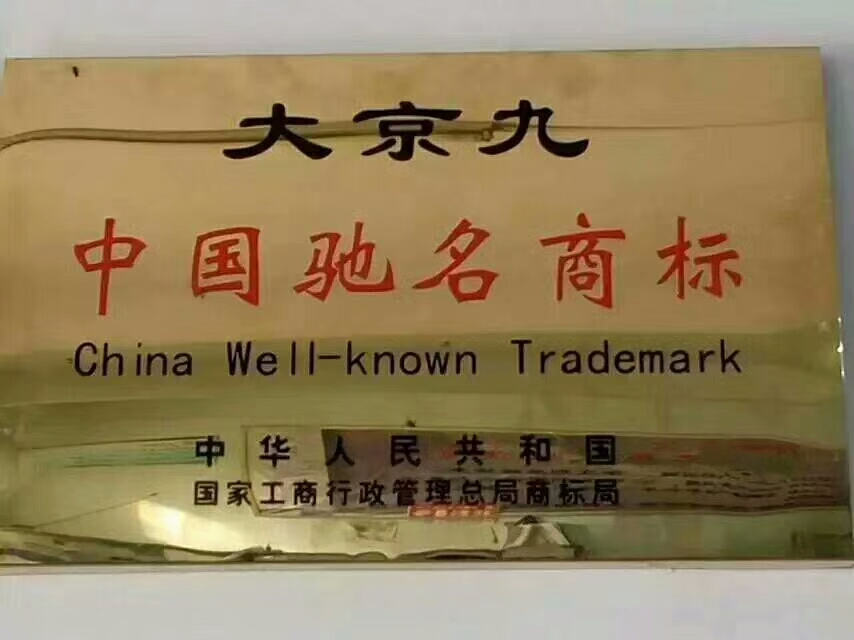 大京九
中国驰名商标
China Well-known Trademark
中华人民共和国
国家工商行政管理总局商标局